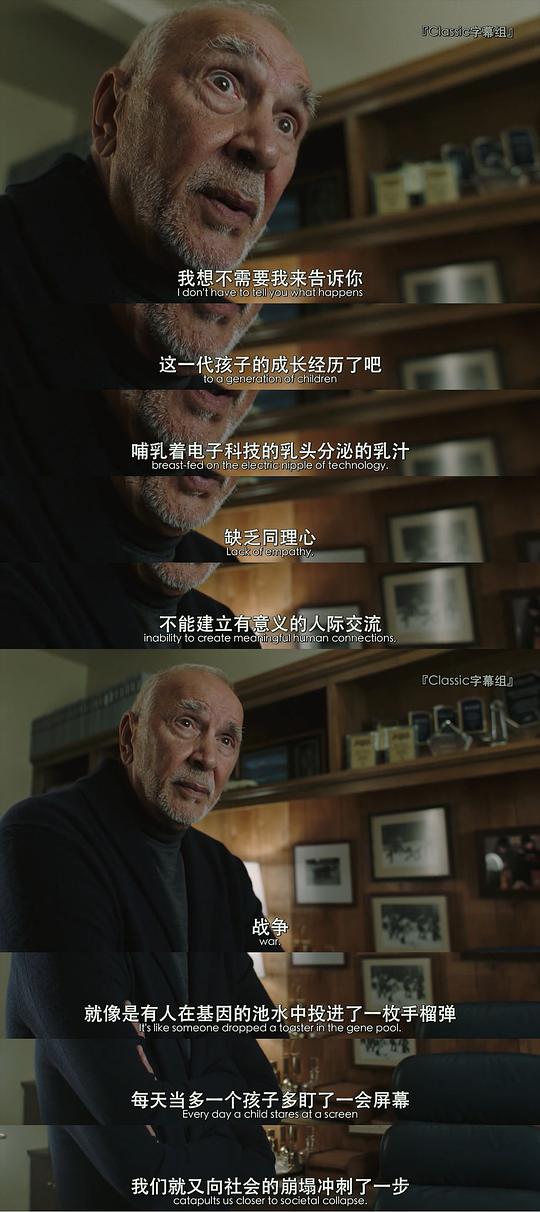 『Classic字幕组』
我想不需要我来告诉你
I don't have to tell you what happens
这一代孩子的成长经历了吧
to a generation of children
哺乳着电子科技的乳头分泌的乳汁
breast-fed on the electric nipple of technology.
缺乏同理心
Lack of empathy,
不能建立有意义的人际交流
inability to create meaningful human connections,
『Classic字幕组』
战争
war.
就像是有人在基因的池水中投进了一枚手榴弹
It's like someone dropped a toaster in the gene pool.
每天当多一个孩子多盯了一会屏幕
Every day a child stares at a screen
我们就又向社会的崩塌冲刺了一步
catapults us closer to societal collapse.